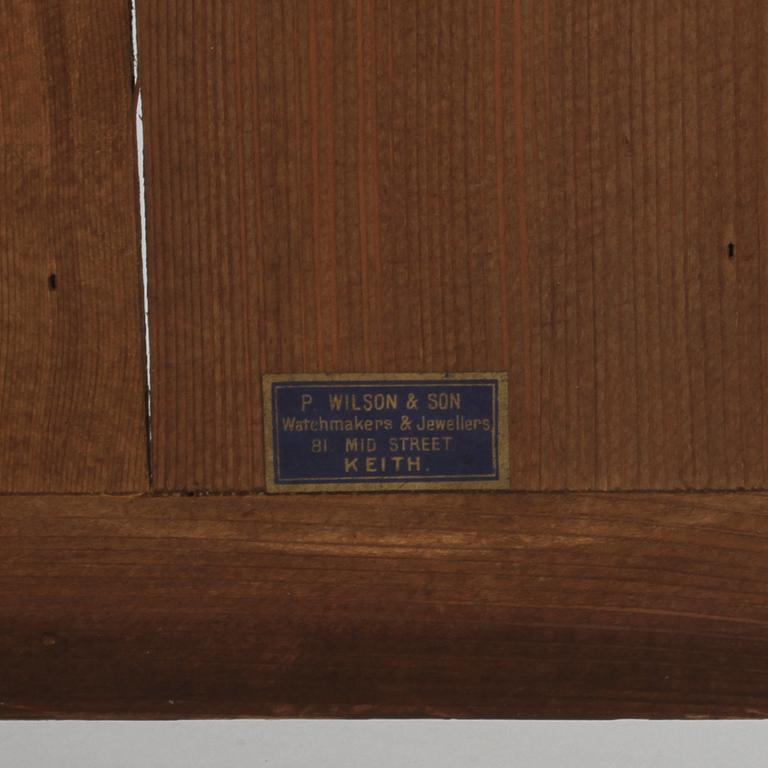 P. WILSON & SON
Watchmakers & Jewellers,
81. MID STREET
KEITH.